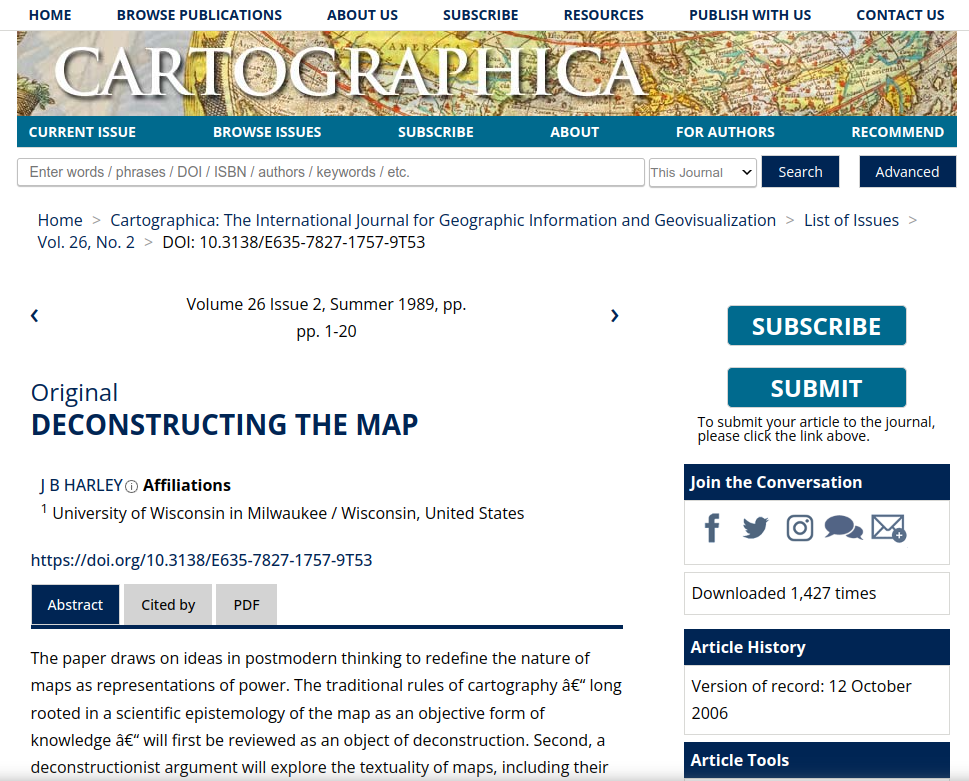 HOME BROWSE PUBLICATIONS ABOUT US SUBSCRIBE RESOURCES PUBLISH WITH US CONTACT US
CARTOGRAPHICA
CURRENT ISSUE BROWSE ISSUES SUBSCRIBE ABOUT FOR AUTHORS RECOMMEND
Enter words / phrases / DOI / ISBN / authors / keywords / etc. This Journal Search Advanced
Home > Cartographica: The International Journal for Geographic Information and Geovisualization > List of Issues >
Vol. 26, No. 2 > DOI: 10.3138/E635-7827-1757-9T53
‹ Volume 26 Issue 2, Summer 1989, pp. ›
pp. 1-20
Original
DECONSTRUCTING THE MAP
J B HARLEY Affiliations
1 University of Wisconsin in Milwaukee / Wisconsin, United States
https://doi.org/10.3138/E635-7827-1757-9T53
Abstract Cited by PDF
The paper draws on ideas in postmodern thinking to redefine the nature of
maps as representations of power. The traditional rules of cartography â€“ long
rooted in a scientific epistemology of the map as an objective form of
knowledge â€“ will first be reviewed as an object of deconstruction. Second, a
deconstructionist argument will explore the textuality of maps, including their
SUBSCRIBE
SUBMIT
To submit your article to the journal,
please click the link above.
Join the Conversation
Downloaded 1,427 times
Article History
Version of record: 12 October
2006
Article Tools